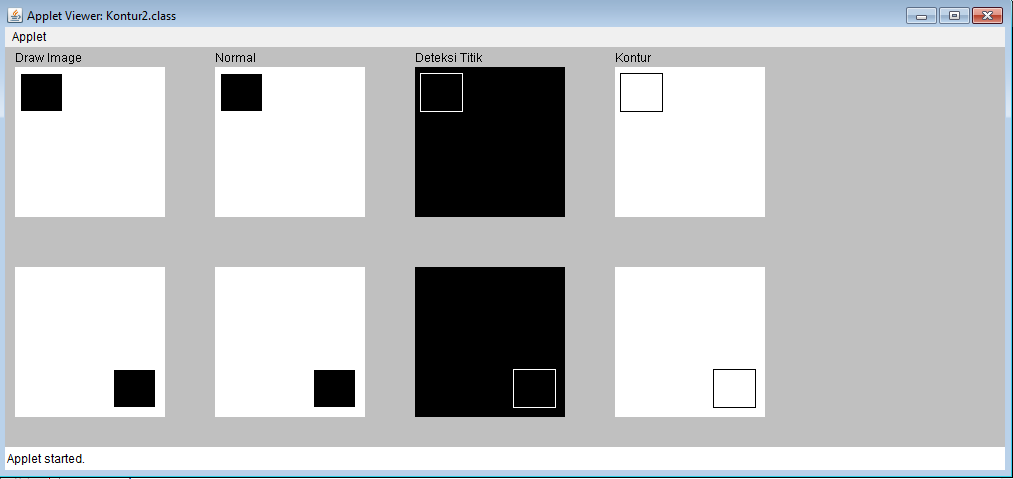 Applet Viewer: Kontur2.class
Applet
Draw Image Normal Deteksi Titik Kontur
Applet started.